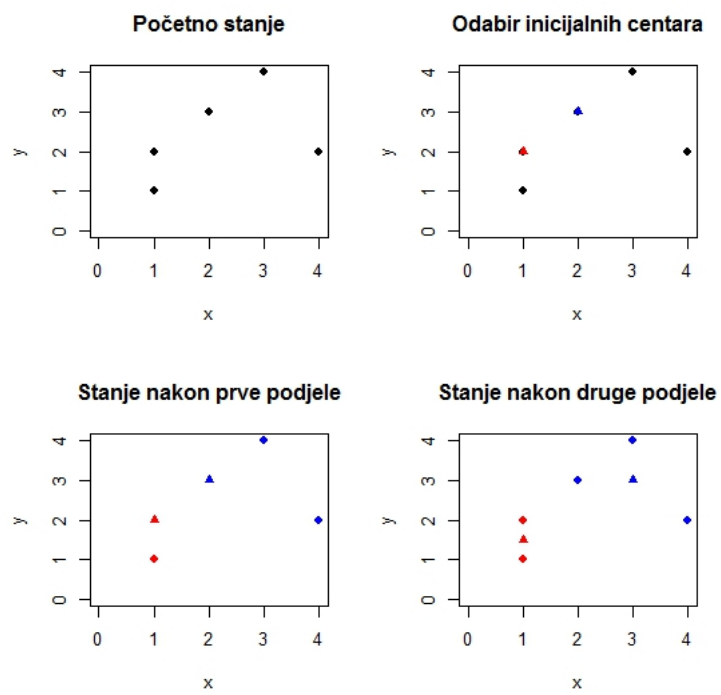 Početno stanje
4
3
2
1
0
y
0 1 2 3 4
x
Odabir inicijalnih centara
4
3
2
1
0
y
0 1 2 3 4
x
Stanje nakon prve podjele
4
3
2
1
0
y
0 1 2 3 4
x
Stanje nakon druge podjele
4
3
2
1
0
y
0 1 2 3 4
x